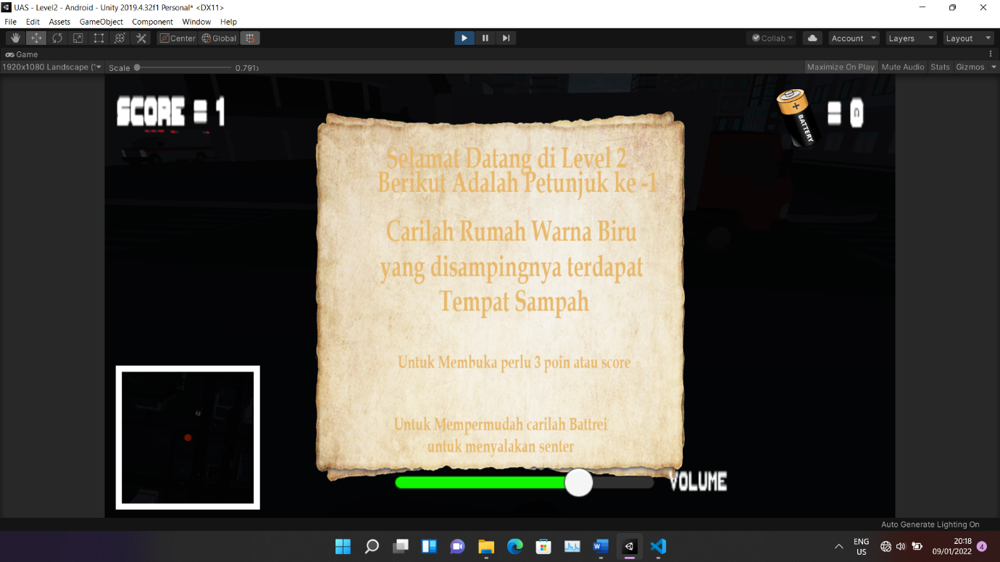 UAS - Level2 - Android - Unity 2019.4.32f1 Personal* <DX11>
File Edit Assets GameObject Component Window Help
Center Global Collab Account Layers Layout
Game
1920x1080 Landscape (1 Scale 0.791x Maximize On Play Mute Audio Stats Gizmos
SCORE = 1
BATTERY
= 0
Selamat Datang di Level 2
Berikut Adalah Petunjuk ke -1
Carilah Rumah Warna Biru
yang disampingnya terdapat
Tempat Sampah
Untuk Membuka perlu 3 poin atau score
Untuk Mempermudah carilah Battrei
untuk menyalakan senter
VOLUME
Auto Generate Lighting On
ENG
US
20:18
09/01/2022
4